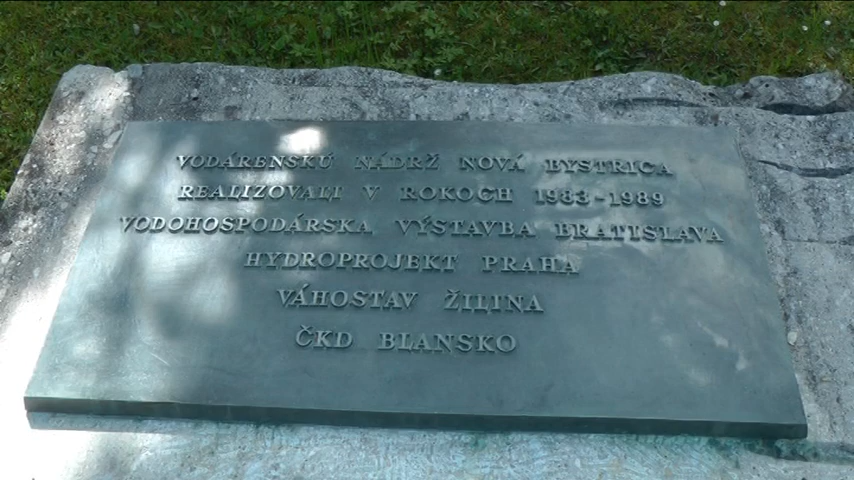 VODÁRENSKÚ NÁDRŽ NOVÁ BYSTRICA
REALIZOVALI V ROKOCH 1983-1989
VODOHOSPODÁRSKA VÝSTAVBA BRATISLAVA
HYDROPROJEKT PRAHA
VÁHOSTAV ŽILINA
ČKD BLANSKO